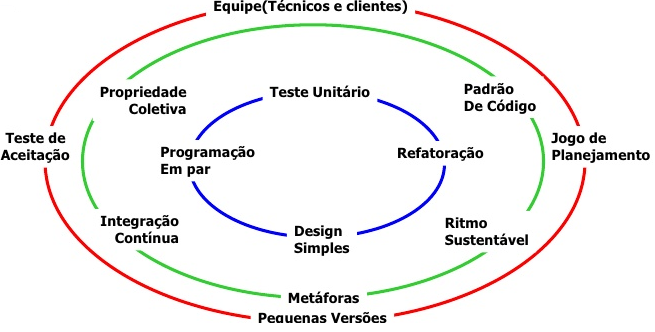 Equipe(Técnicos e clientes)
Propriedade
Coletiva
Teste Unitário
Padrão
De Código
Teste de
Aceitação
Programação
Em par
Refatoração
Jogo de
Planejamento
Integração
Contínua
Design
Simples
Ritmo
Sustentável
Metáforas
Pequenas Versões